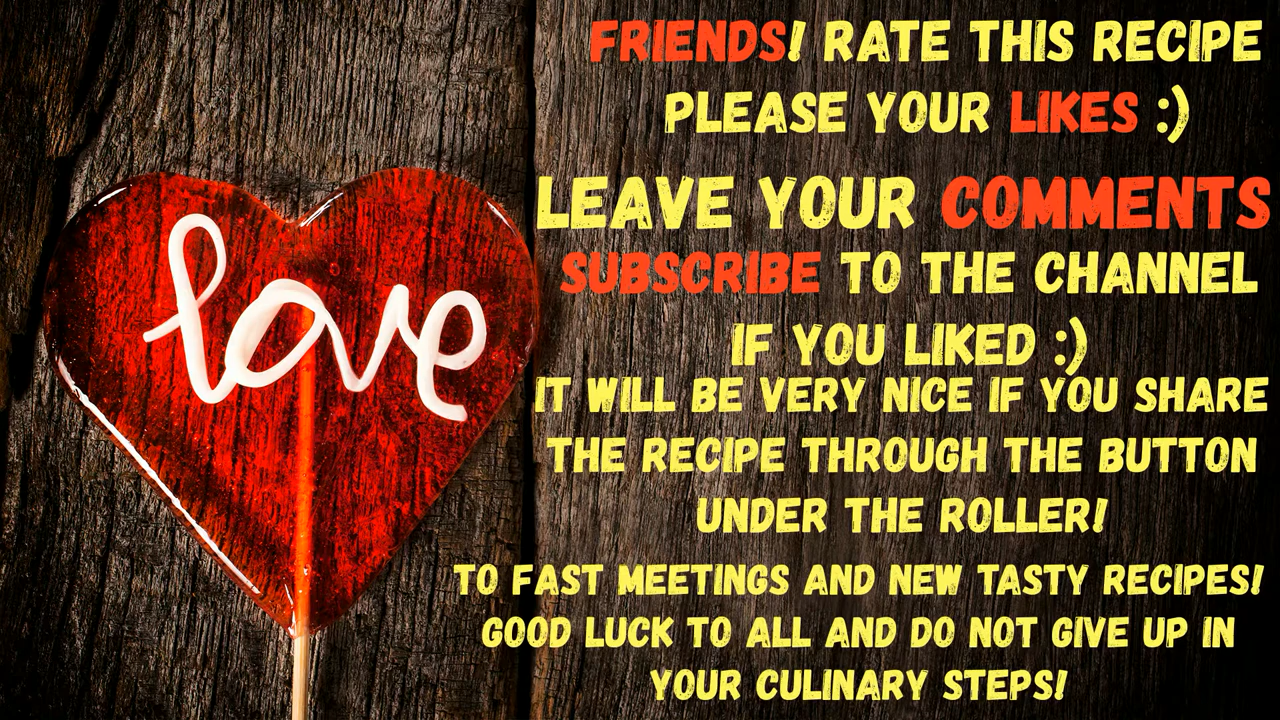 love
FRIENDS! RATE THIS RECIPE
PLEASE YOUR LIKES :)
LEAVE YOUR COMMENTS
SUBSCRIBE TO THE CHANNEL
IF YOU LIKED :)
IT WILL BE VERY NICE IF YOU SHARE
THE RECIPE THROUGH THE BUTTON
UNDER THE ROLLER!
TO FAST MEETINGS AND NEW TASTY RECIPES!
GOOD LUCK TO ALL AND DO NOT GIVE UP IN
YOUR CULINARY STEPS!